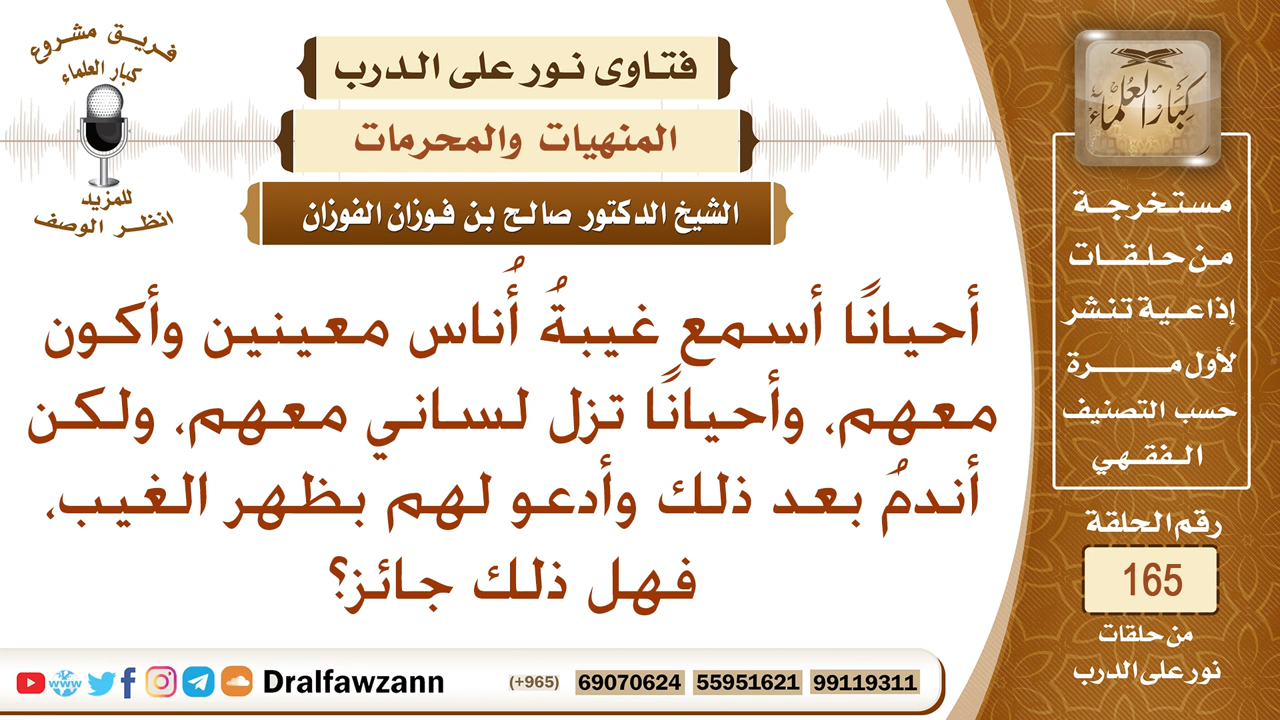 فريق مشروع
كبار العلماء
للمزيد
انظر الوصف
فتاوى نور على الدرب
المنهيات والمحرمات
الشيخ الدكتور صالح بن فوزان الفوزان
أحيانًا أسمع غيبةُ أُناس معينين وأكون
معهم، وأحيانًا تزل لساني معهم، ولكن
أندمُ بعد ذلك وأدعو لهم بظهر الغيب،
فهل ذلك جائز؟
كبار العلماء
مستخرجة
من حلقات
إذاعية تنشر
لأول مرة
حسب التصنيف
الفقهي
رقم الحلقة
165
من حلقات
نور على الدرب
www
Dralfawzann
(+965) 69070624 55951621 99119311